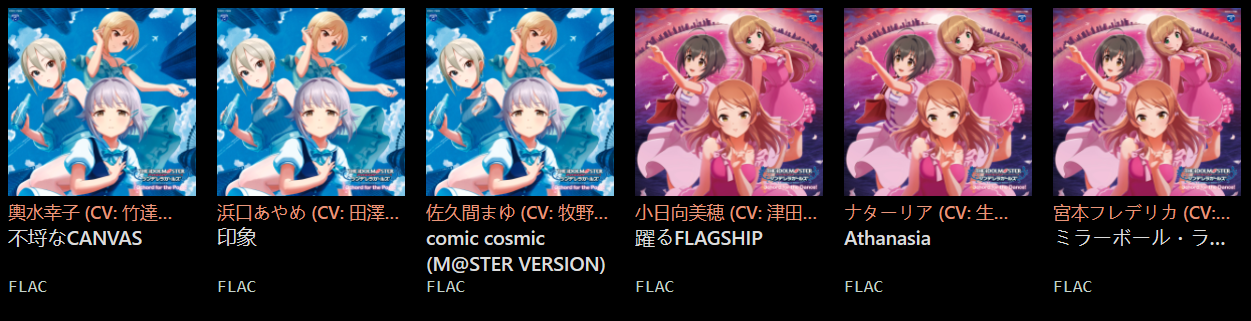 輿水幸子 (CV: 竹達...
不埒なCANVAS
FLAC
浜口あやめ (CV: 田澤...
印象
FLAC
佐久間まゆ (CV: 牧野...
comic cosmic
(M@STER VERSION)
FLAC
小日向美穂 (CV: 津田...
躍るFLAGSHIP
FLAC
ナターリア (CV: 生...
Athanasia
FLAC
宮本フレデリカ (CV:...
ミラーボール・ラ...
FLAC